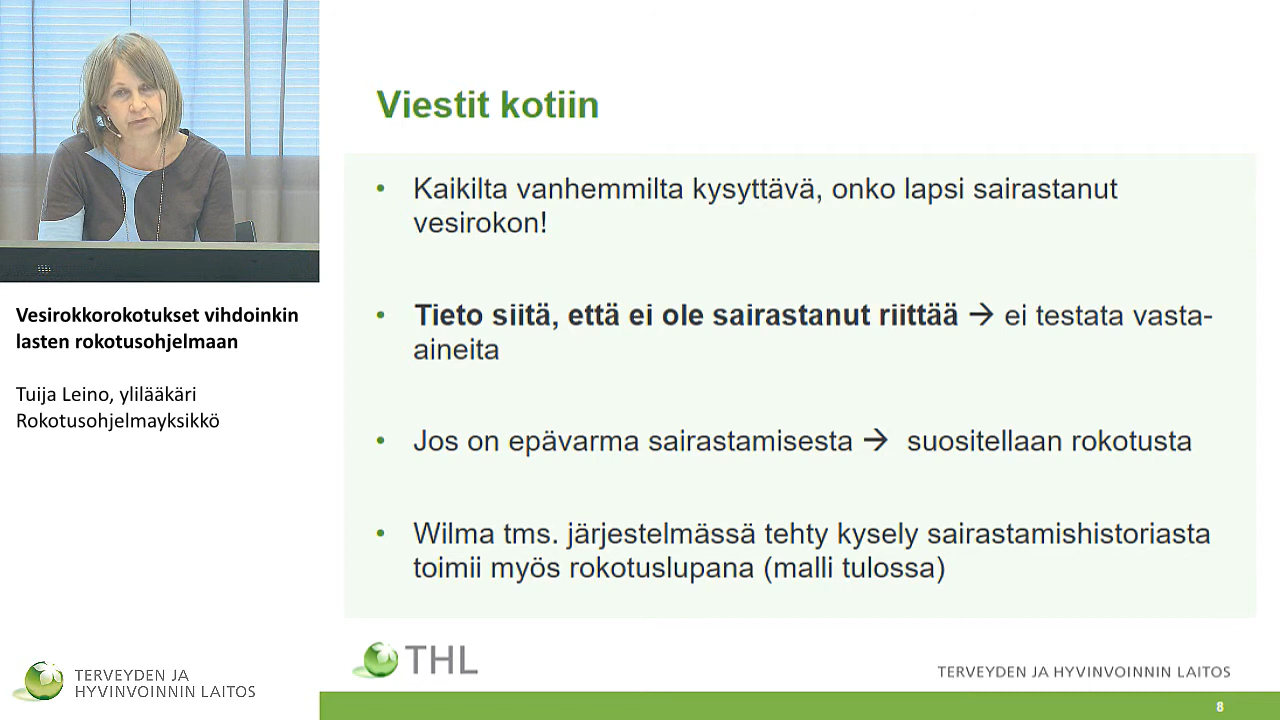 Viestit kotiin
• Kaikilta vanhemmilta kysyttävä, onko lapsi sairastanut
vesirokon!
• Tieto siitä, että ei ole sairastanut riittää → ei testata vasta-
aineita
• Jos on epävarma sairastamisesta → suositellaan rokotusta
• Wilma tms. järjestelmässä tehty kysely sairastamishistoriasta
toimii myös rokotuslupana (malli tulossa)
Vesirokkorokotukset vihdoinkin
lasten rokotusohjelmaan
Tuija Leino, ylilääkäri
Rokotusohjelmayksikkö
TERVEYDEN JA
HYVINVOINNIN LAITOS
THL
TERVEYDEN JA HYVINVOINNIN LAITOS
8